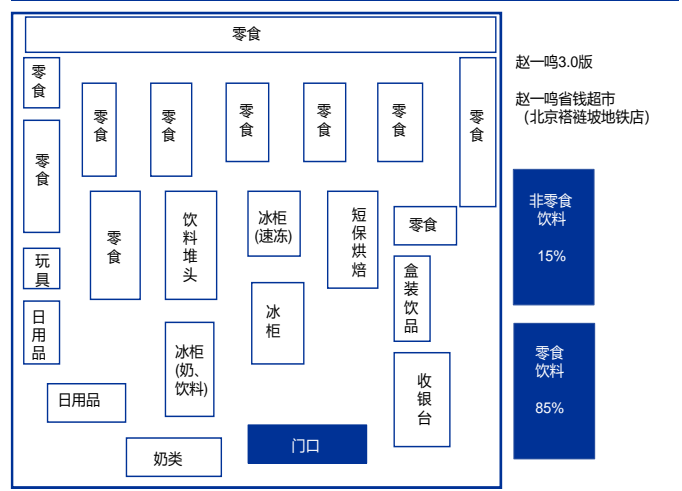 零食
零食
零食
零食
零食
零食
零食
零食
零食
零食
零食
饮料堆头
冰柜
(速冻)
短保烘焙
零食
玩具
盒装饮品
日用品
冰柜
冰柜
(奶、
饮料)
收银台
日用品
奶类
门口
赵一鸣3.0版
赵一鸣省钱超市
（北京褡裢坡地铁店）
非零食
饮料
15%
零食
饮料
85%